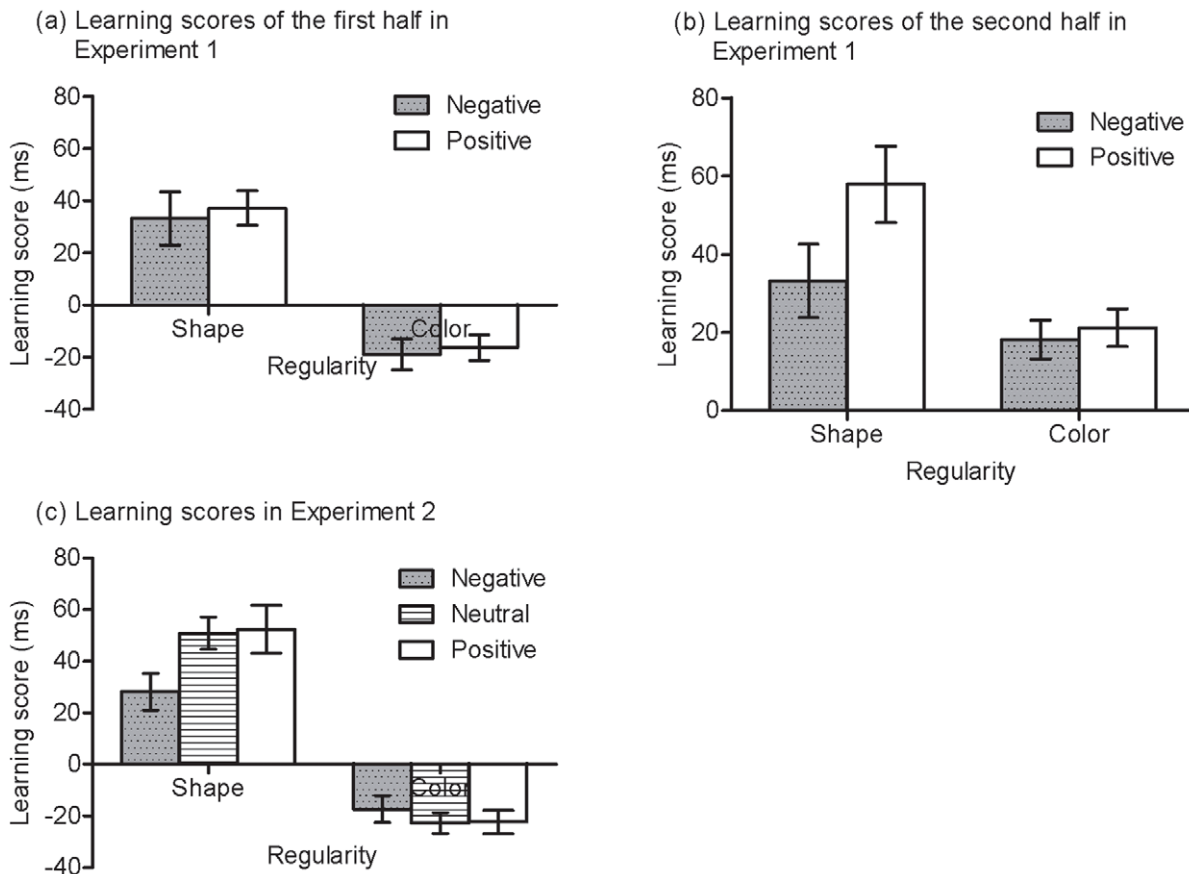 (a) Learning scores of the first half in
Experiment 1
Learning score (ms)
80
60
40
20
0
-20
-40
Negative
Positive
Shape
Color
Regularity
(b) Learning scores of the second half in
Experiment 1
Learning score (ms)
80
60
40
20
0
Negative
Positive
Shape
Color
Regularity
(c) Learning scores in Experiment 2
Learning score (ms)
80
60
40
20
0
-20
-40
Negative
Neutral
Positive
Shape
Color
Regularity